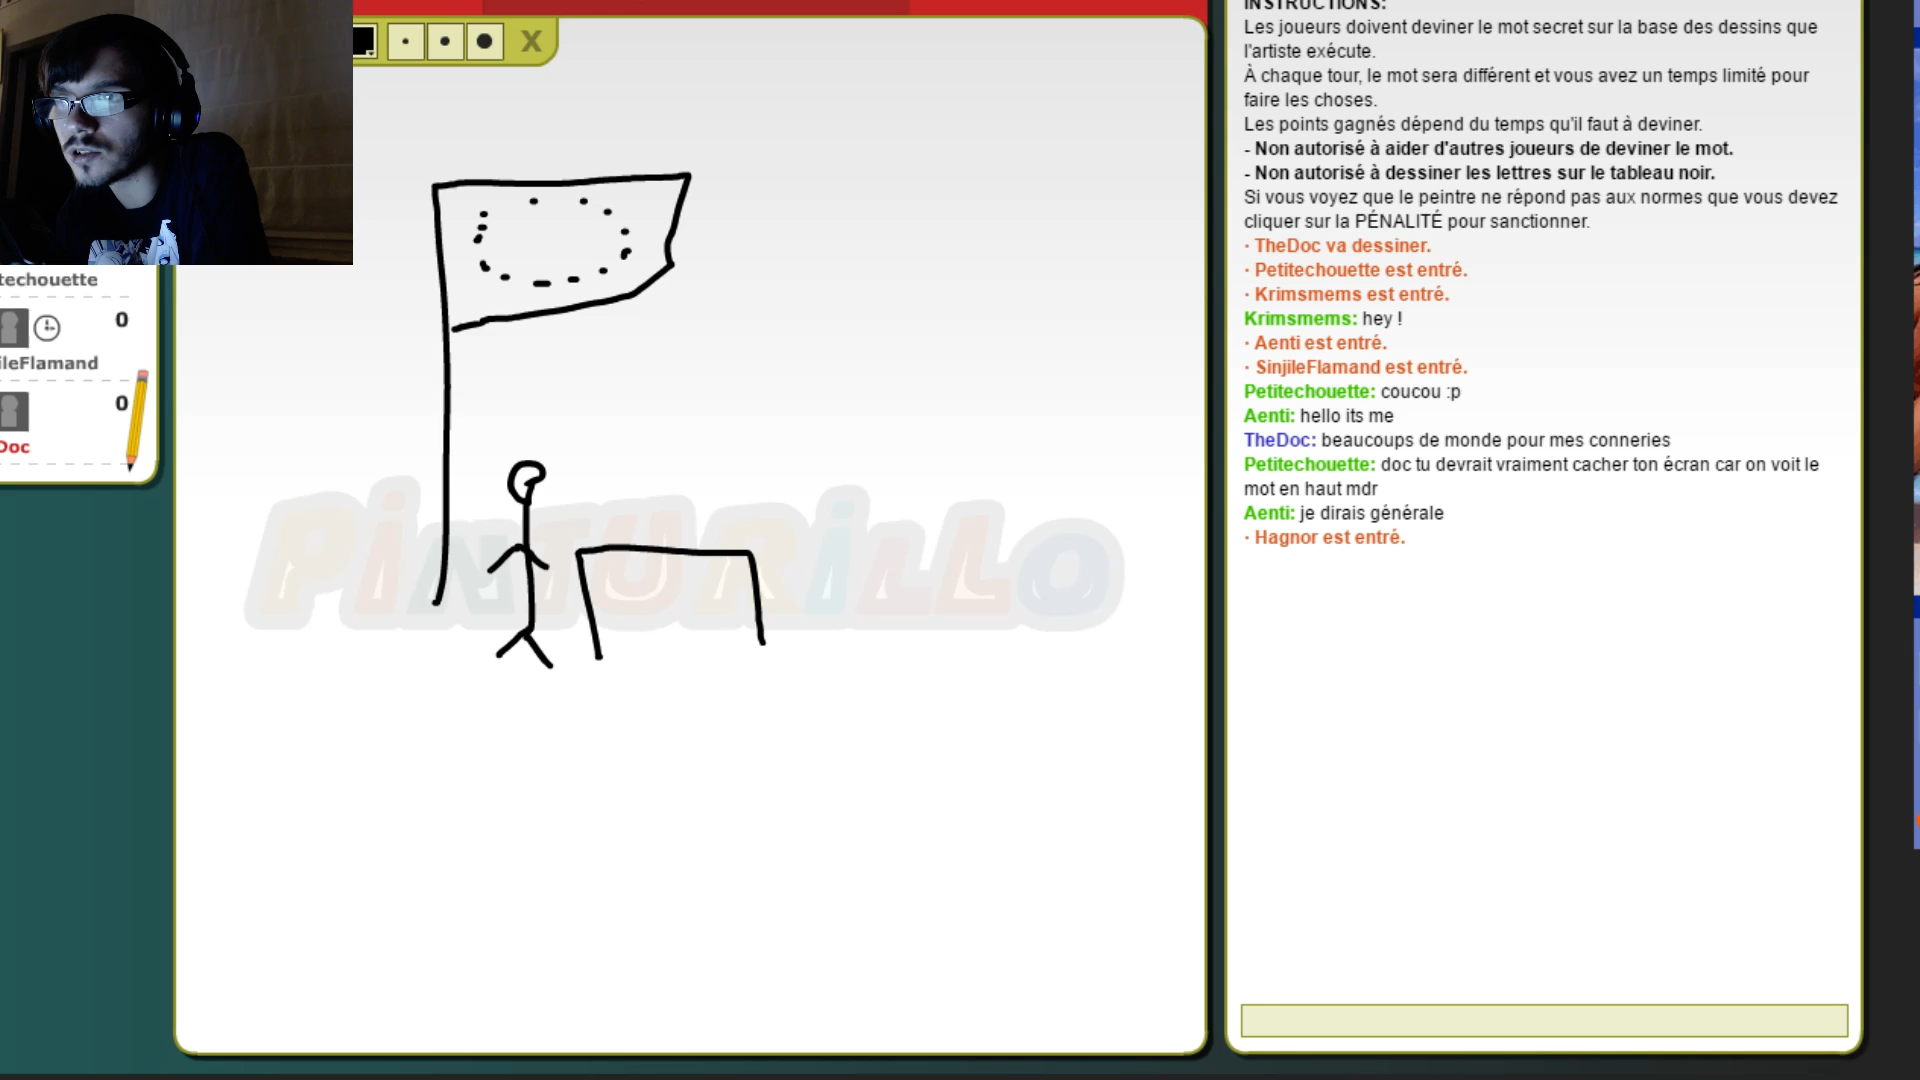 INSTRUCTIONS:
Les joueurs doivent deviner le mot secret sur la base des dessins que
l'artiste exécute.
À chaque tour, le mot sera différent et vous avez un temps limité pour
faire les choses.
Les points gagnés dépend du temps qu'il faut à deviner.
- Non autorisé à aider d'autres joueurs de deviner le mot.
- Non autorisé à dessiner les lettres sur le tableau noir.
Si vous voyez que le peintre ne répond pas aux normes que vous devez
cliquer sur la PÉNALITÉ pour sanctionner.
· TheDoc va dessiner.
· Petitechouette est entré.
· Krimsmems est entré.
Krimsmems: hey !
· Aenti est entré.
· SinjileFlamand est entré.
Petitechouette: coucou :p
Aenti: hello its me
TheDoc: beaucoups de monde pour mes conneries
Petitechouette: doc tu devrait vraiment cacher ton écran car on voit le
mot en haut mdr
Aenti: je dirais générale
· Hagnor est entré.
X
techouette
0
ileFlamand
0
Doc
PiNTURiLLO